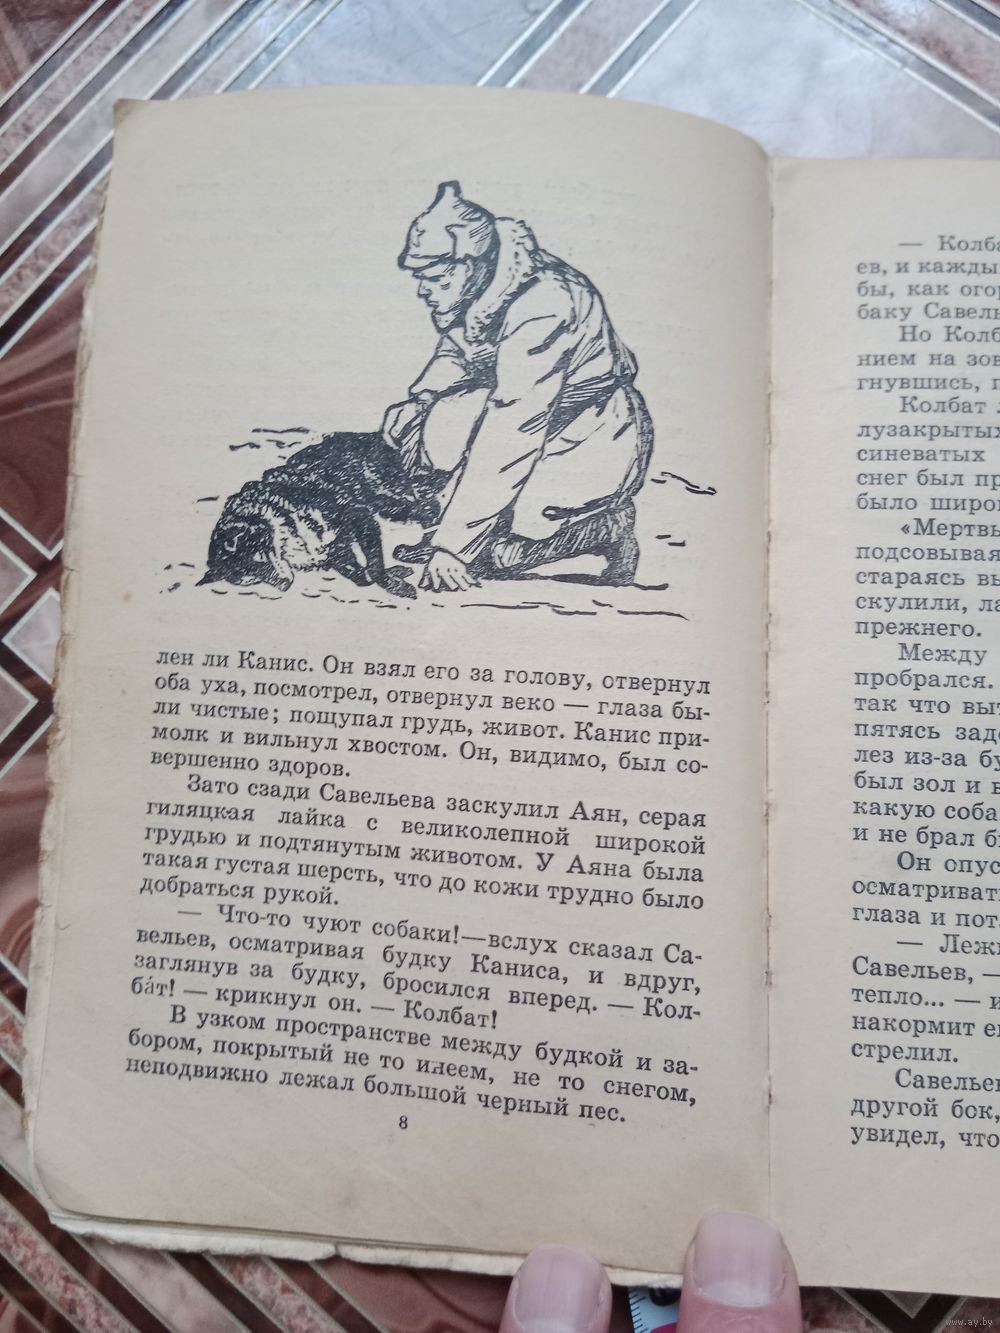 лен ли Канис. Он взял его за голову, отвернул
оба уха, посмотрел, отвернул веко — глаза бы-
ли чистые; пощупал грудь, живот. Канис при-
молк и вильнул хвостом. Он, видимо, был со-
вершенно здоров.
Зато сзади Савельева заскулил Аян, серая
гиляцкая лайка с великолепной широкой
грудью и подтянутым животом. У Аяна была
такая густая шерсть, что до кожи трудно было
добраться рукой.
— Что-то чуют собаки!—вслух сказал Са-
вельев, осматривая будку Каниса, и вдруг,
заглянув за будку, бросился вперед. — Кол-
ба́т! — крикнул он. — Колбат!
В узком пространстве между будкой и за-
бором, покрытый не то инеем, не то снегом,
неподвижно лежал большой черный пес.
8
— Колба
ев, и кажды
бы, как огор
баку Савель
Но Колб
нием на зов
гнувшись, п
Колбат л
лузакрытых
синеватых
снег был пр
было широ
«Мертвы
подсовывая
стараясь вы
скулили, ла
прежнего.
Между
пробрался.
так что выт
пятясь задо
лез из-за бу
был зол и в
какую соба
и не брал б
Он опус
осматривать
глаза и пот
— Лежи
Савельев, —
тепло... — и
накормит ег
стрелил.
Савельев
другой бок,
увидел, что
www.ay.by